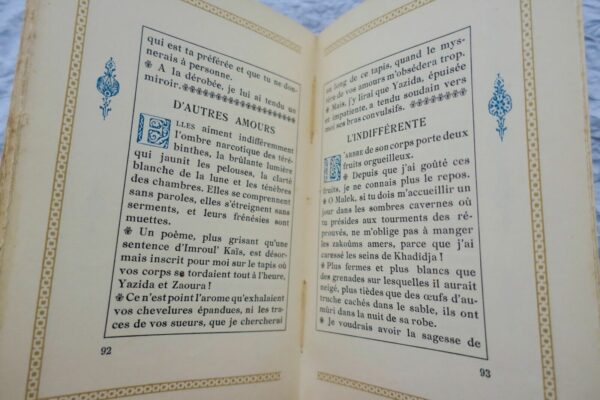 qui est ta préférée et que tu ne don-
nerais à personne.
A la dérobée, je lui ai tendu un
miroir.
D'AUTRES AMOURS
ELLES aiment indifféremment
l'ombre narcotique des téré-
binthes, la brûlante lumière
qui jaunit les pelouses, la clarté
blanche de la lune et les ténèbres
des chambres. Elles se comprennent
sans paroles, elles s'étreignent sans
serments, et leurs frénésies sont
muettes.
Un poème, plus grisant qu'une
sentence d'Imroul' Kaïs, est désor-
mais inscrit pour moi sur le tapis où
vos corps se tordaient tout à l'heure,
Yazida et Zaoura !
Ce n'est point l'arome qu'exhalaient
vos chevelures épandues, ni les tra-
ces de vos sueurs, que je chercherai
92
au long de ce tapis, quand le mys-
tère de vos amours m'obsédera trop.
Mais, j'y lirai que Yazida, épuisée
et impatiente, a tendu soudain vers
moi ses bras convulsifs.
L'INDIFFÉRENTE
L'ARBRE de son corps porte deux
fruits orgueilleux.
Depuis que j'ai goûté ces
fruits, je ne connais plus le repos.
O Malek, si tu dois m'accueillir un
jour dans les sombres cavernes où
tu présides aux tourments des ré-
prouvés, ne m'oblige pas à manger
les zakoûms amers, parce que j'ai
caressé les seins de Khadidja !
Plus fermes et plus blancs que
des grenades sur lesquelles il aurait
neigé, plus tièdes que des œufs d'au-
truche cachés dans le sable, ils ont
mûri dans la nuit de sa robe.
Je voudrais avoir la sagesse de
93